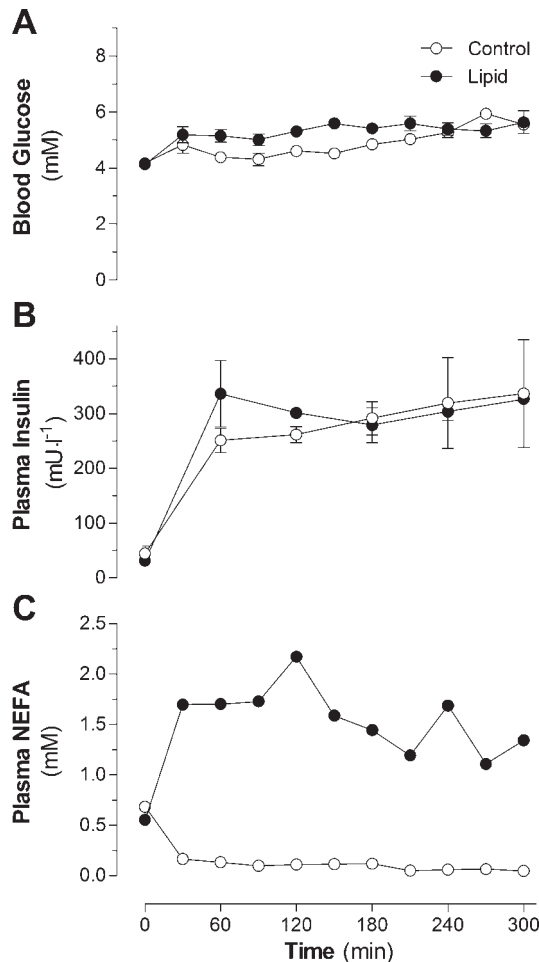 A
Control
Lipid
Blood Glucose
(mM)
8
6
4
2
0
B
Plasma Insulin
(mU·l⁻¹)
400
300
200
100
0
C
Plasma NEFA
(mM)
2.5
2.0
1.5
1.0
0.5
0.0
0 60 120 180 240 300
Time (min)